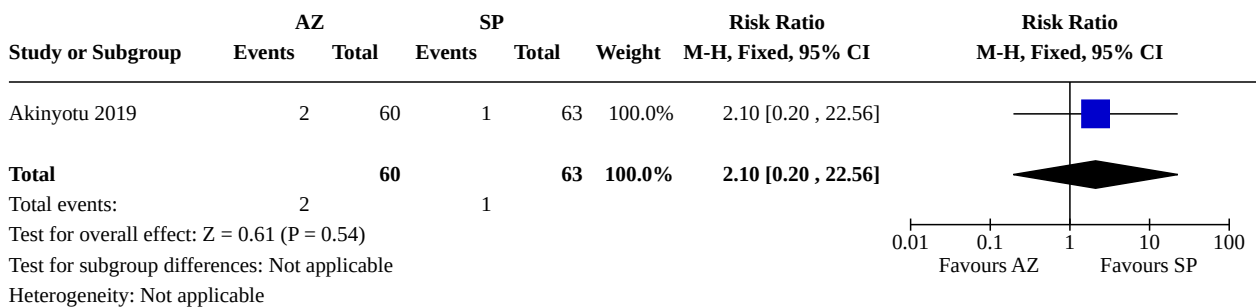 AZ SP Risk Ratio Risk Ratio
Study or Subgroup Events Total Events Total Weight M-H, Fixed, 95% CI M-H, Fixed, 95% CI
Akinyotu 2019 2 60 1 63 100.0% 2.10 [0.20 , 22.56]
Total 60 63 100.0% 2.10 [0.20 , 22.56]
Total events: 2 1
Test for overall effect: Z = 0.61 (P = 0.54)
0.01 0.1 1 10 100
Test for subgroup differences: Not applicable Favours AZ Favours SP
Heterogeneity: Not applicable